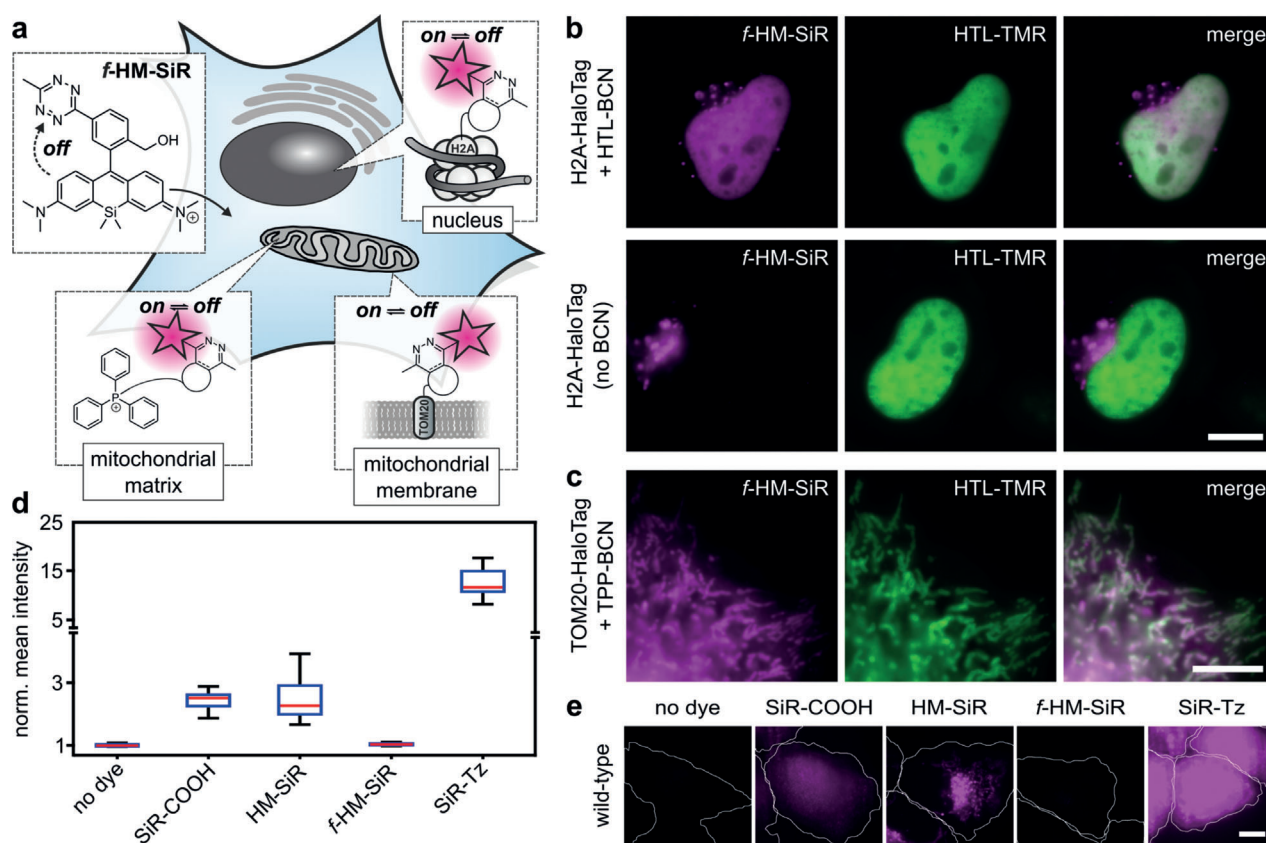 a
f-HM-SiR
N
N
N
N
OH
off
N
Si
N
⊕
on ⇌ off
N
N
H2A
nucleus
on ⇌ off
N
N
P
⊕
mitochondrial
matrix
on ⇌ off
N
N
TOM20
mitochondrial
membrane
b
f-HM-SiR
HTL-TMR
merge
H2A-HaloTag
+ HTL-BCN
f-HM-SiR
HTL-TMR
merge
H2A-HaloTag
(no BCN)
c
f-HM-SiR
HTL-TMR
merge
TOM20-HaloTag
+ TPP-BCN
d
norm. mean intensity
25
15
5
3
1
no dye
SiR-COOH
HM-SiR
f-HM-SiR
SiR-Tz
e
no dye
SiR-COOH
HM-SiR
f-HM-SiR
SiR-Tz
wild-type